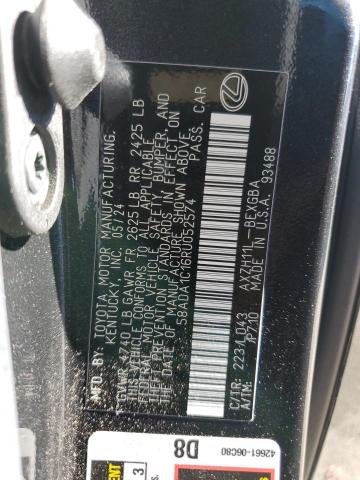 MFD. BY: TOYOTA MOTOR MANUFACTURING,
KENTUCKY, INC. 05/24
GVWR 4740 LB GAWR FR 2625 LB RR 2425 LB
THIS VEHICLE CONFORMS TO ALL APPLICABLE
FEDERAL MOTOR VEHICLE SAFETY, BUMPER, AND
THEFT PREVENTION STANDARDS IN EFFECT ON
THE DATE OF MANUFACTURE SHOWN ABOVE.
58ADA1C16RU052574 PASS. CAR
C/TR: 223 LD43 AXZH11L-BEXGBA
A/TM: P710 MADE IN U.S.A. 93488
D8
42661-06C80
3